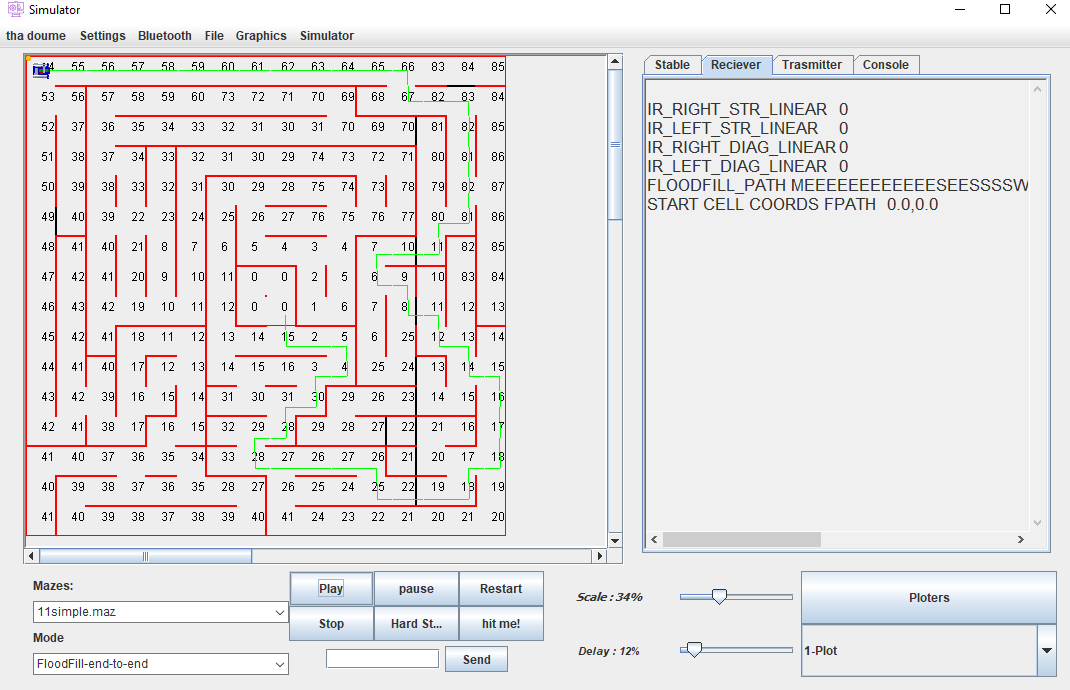 Simulator
tha doume Settings Bluetooth File Graphics Simulator
55 56 57 58 59 60 61 62 63 64 65 66 83 84 85
53 56 57 58 59 60 73 72 71 70 69 68 67 82 83 84
52 37 36 35 34 33 32 31 30 31 70 69 70 81 82 85
51 38 37 34 33 32 31 30 29 74 73 72 71 80 81 86
50 39 38 33 32 31 30 29 28 75 74 73 78 79 82 87
49 40 39 22 23 24 25 26 27 76 75 76 77 80 81 86
48 41 40 21 8 7 6 5 4 3 4 7 10 11 82 85
47 42 41 20 9 10 11 0 0 2 5 6 9 10 83 84
46 43 42 19 10 11 12 0 0 1 6 7 8 11 12 13
45 42 41 18 11 12 13 14 15 2 5 6 25 12 13 14
44 41 40 17 12 13 14 15 16 3 4 25 24 13 14 15
43 42 39 16 15 14 31 30 31 30 29 26 23 14 15 16
42 41 38 17 16 15 32 29 28 29 28 27 22 21 16 17
41 40 37 36 35 34 33 28 27 26 27 26 21 20 17 18
40 39 38 37 36 35 28 27 26 25 24 25 22 19 18 19
41 40 39 38 37 38 39 40 41 24 23 22 21 20 21 20
Stable Reciever Trasmitter Console
IR_RIGHT_STR_LINEAR 0
IR_LEFT_STR_LINEAR 0
IR_RIGHT_DIAG_LINEAR 0
IR_LEFT_DIAG_LINEAR 0
FLOODFILL_PATH MEEEEEEEEEEEESEESSSSW
START CELL COORDS FPATH 0.0,0.0
Mazes:
11simple.maz
Mode
FloodFill-end-to-end
Play pause Restart
Stop Hard St... hit me!
Send
Scale : 34%
Delay : 12%
Ploters
1-Plot